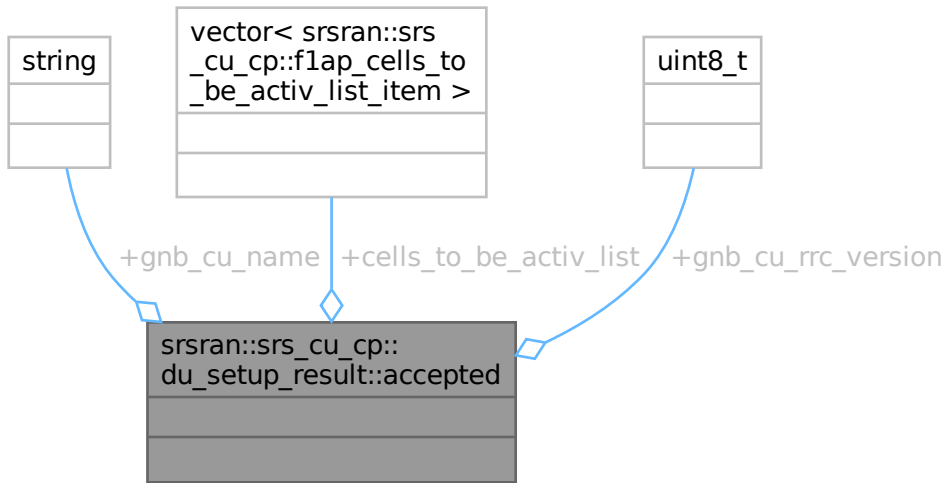 string
vector< srsran::srs
_cu_cp::f1ap_cells_to
_be_activ_list_item >
uint8_t
+gnb_cu_name
+cells_to_be_activ_list
+gnb_cu_rrc_version
srsran::srs_cu_cp::
du_setup_result::accepted